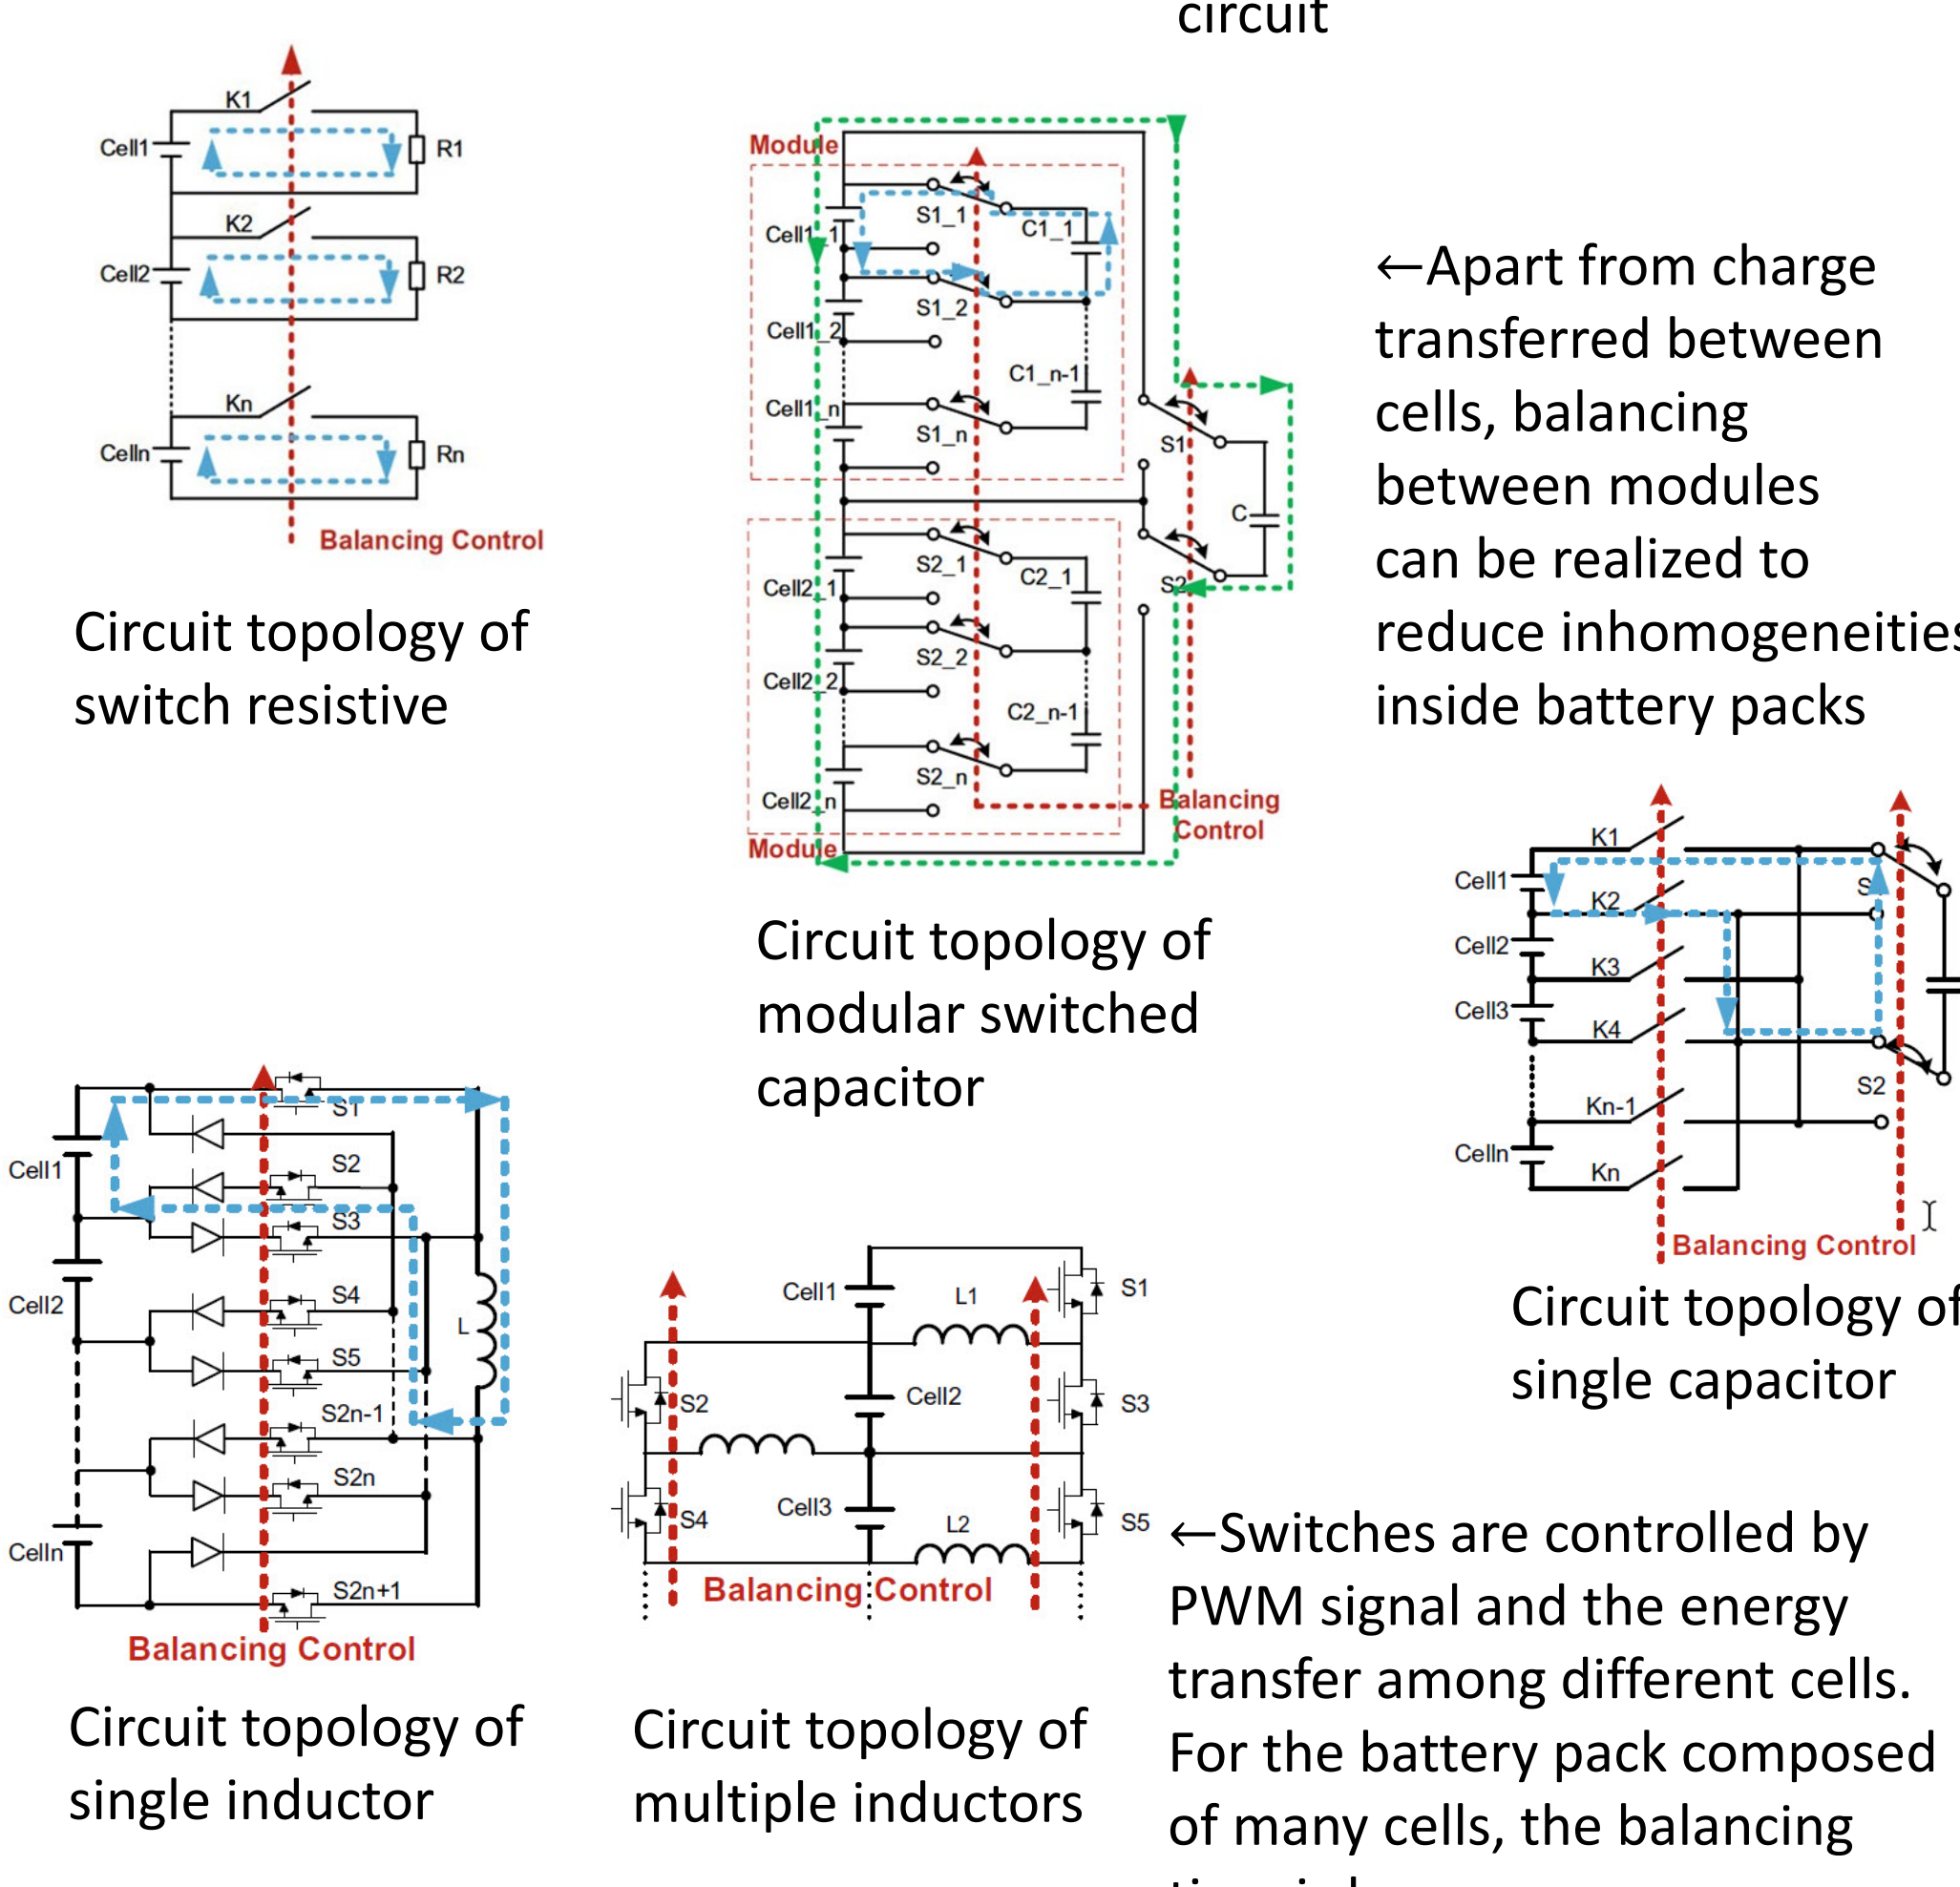 circuit
K1
Cell1
R1
K2
Cell2
R2
Kn
Celln
Rn
Balancing Control
Circuit topology of
switch resistive
Module
S1_1
C1_1
Cell1_1
S1_2
Cell1_2
C1_n-1
Cell1_n
S1_n
S1
C
S2_1
C2_1
S2
Cell2_1
S2_2
Cell2_2
C2_n-1
S2_n
Cell2_n
Balancing
Control
Module
Circuit topology of
modular switched
capacitor
←Apart from charge
transferred between
cells, balancing
between modules
can be realized to
reduce inhomogeneities
inside battery packs
K1
Cell1
K2
Cell2
K3
Cell3
K4
S2
Kn-1
Celln
Kn
Balancing Control
Circuit topology of
single capacitor
S1
Cell1
S2
S3
Cell2
S4
L
S5
S2n-1
S2n
Celln
S2n+1
Balancing Control
Circuit topology of
single inductor
Cell1
L1
S1
S2
Cell2
S3
Cell3
S4
L2
S5
Balancing Control
Circuit topology of
multiple inductors
←Switches are controlled by
PWM signal and the energy
transfer among different cells.
For the battery pack composed
of many cells, the balancing